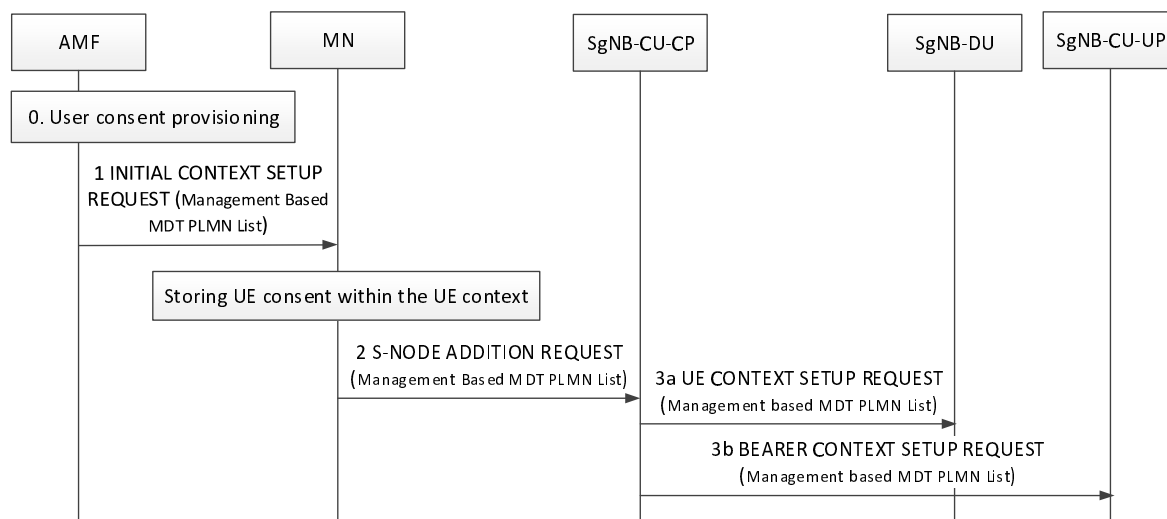 AMF
MN
SgNB-CU-CP
SgNB-DU
SgNB-CU-UP
0. User consent provisioning
1 INITIAL CONTEXT SETUP
REQUEST (Management Based
MDT PLMN List)
Storing UE consent within the UE context
2 S-NODE ADDITION REQUEST
(Management Based MDT PLMN List)
3a UE CONTEXT SETUP REQUEST
(Management based MDT PLMN List)
3b BEARER CONTEXT SETUP REQUEST
(Management based MDT PLMN List)